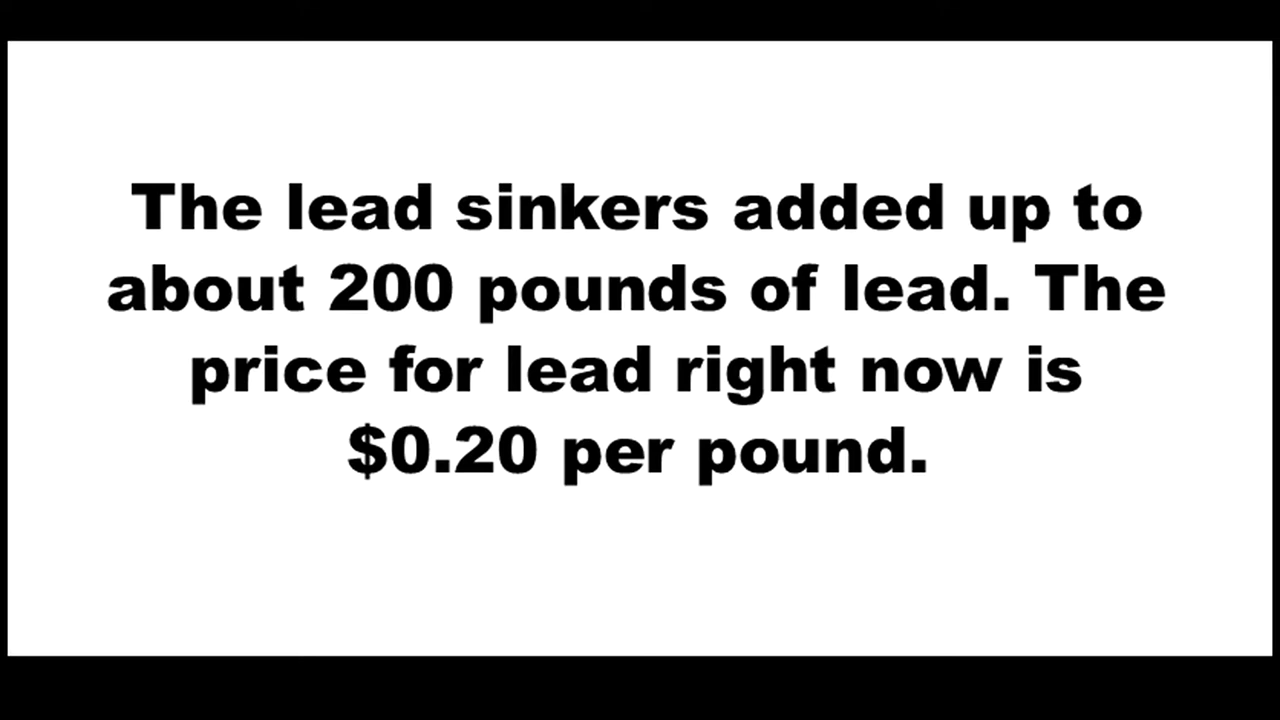 The lead sinkers added up to
about 200 pounds of lead. The
price for lead right now is
$0.20 per pound.